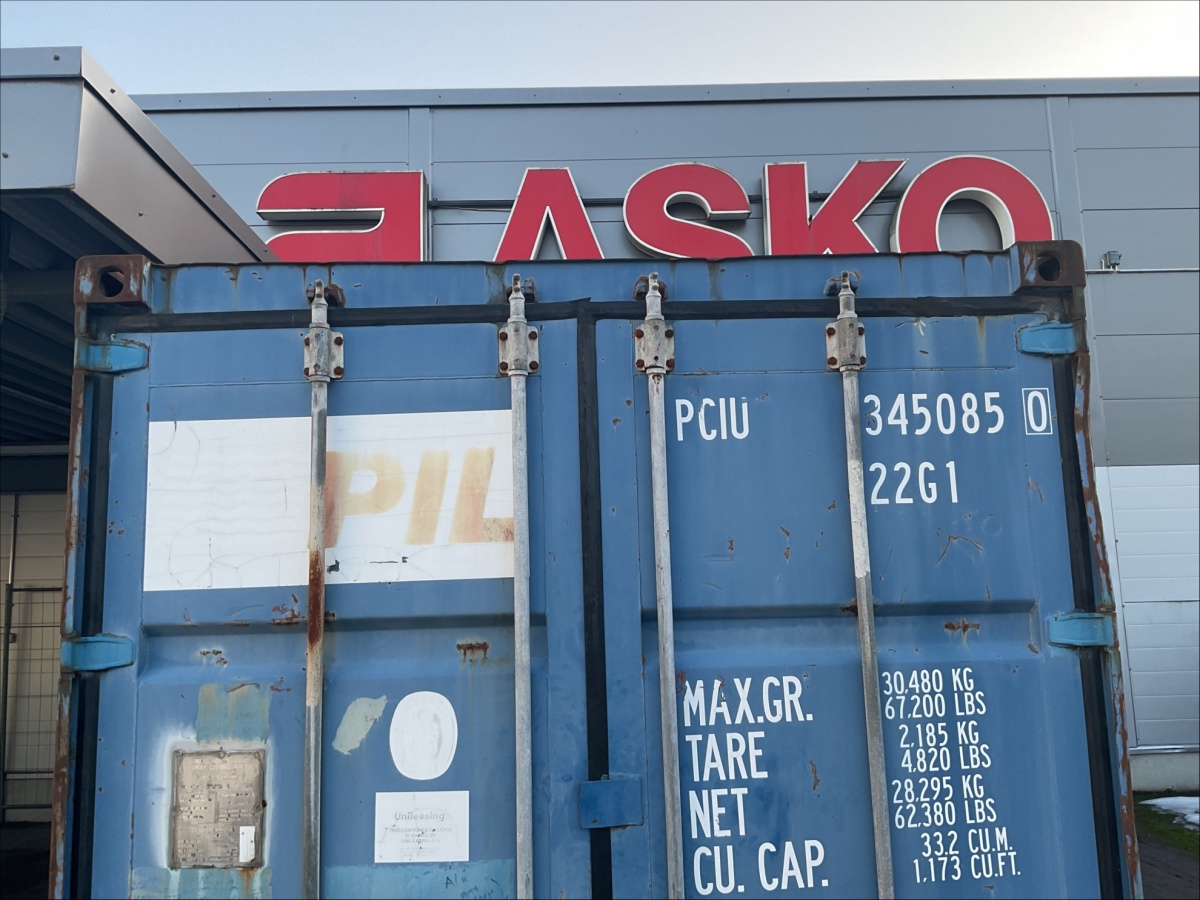 ASKO
PCIU 345085 0
22G1
PIL
MAX.GR. 30.480 KG
67,200 LBS
TARE 2,185 KG
4,820 LBS
NET 28,295 KG
62,380 LBS
CU. CAP. 33.2 CU.M.
1,173 CU.FT.
Unileasing